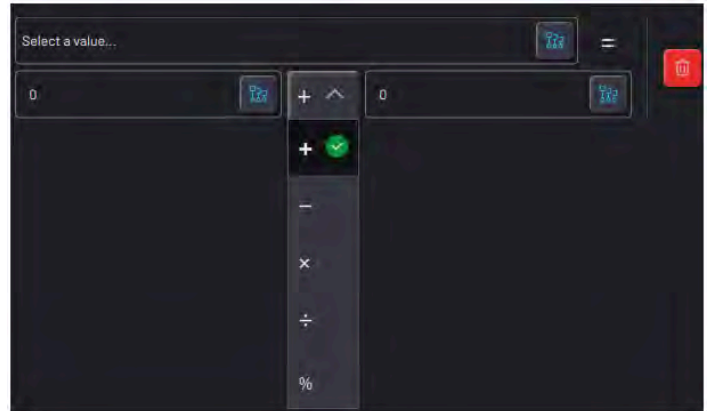 Select a value... =
0 + 0
+
−
×
÷
%